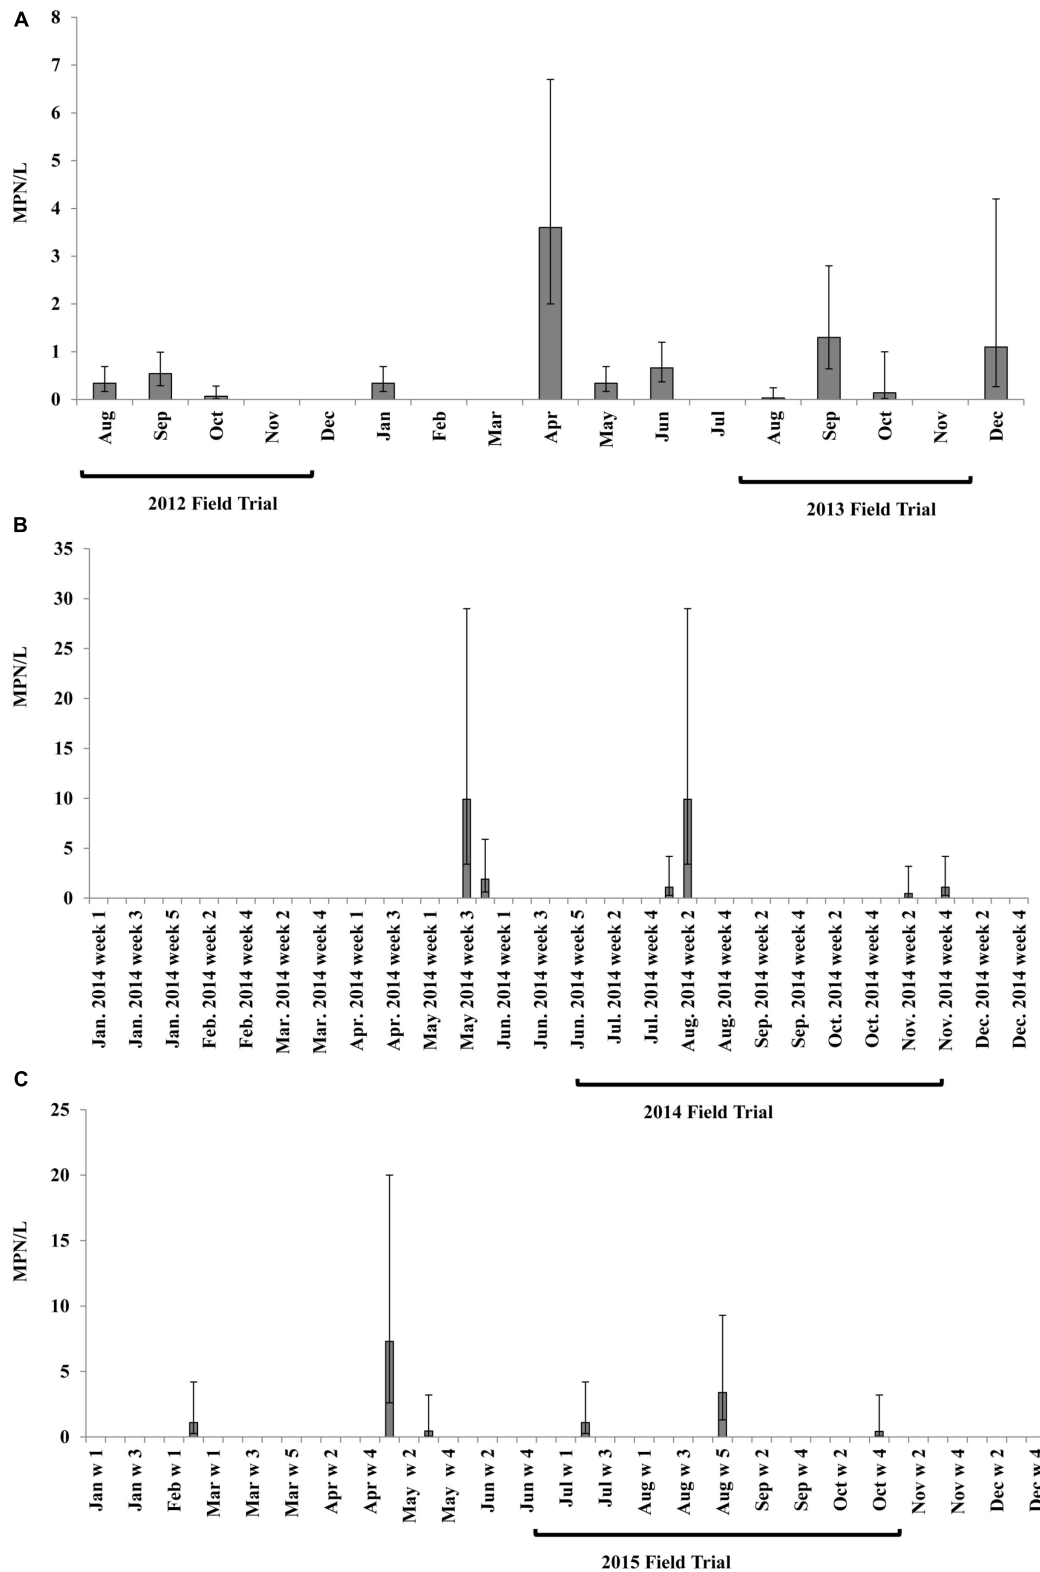 A
MPN/L
8
7
6
5
4
3
2
1
0
Aug Sep Oct Nov Dec Jan Feb Mar Apr May Jun Jul Aug Sep Oct Nov Dec
2012 Field Trial
2013 Field Trial
B
MPN/L
35
30
25
20
15
10
5
0
Jan. 2014 week 1
Jan. 2014 week 3
Jan. 2014 week 5
Feb. 2014 week 2
Feb. 2014 week 4
Mar. 2014 week 2
Mar. 2014 week 4
Apr. 2014 week 1
Apr. 2014 week 3
May 2014 week 1
May 2014 week 3
Jun. 2014 week 1
Jun. 2014 week 3
Jun. 2014 week 5
Jul. 2014 week 2
Jul. 2014 week 4
Aug. 2014 week 2
Aug. 2014 week 4
Sep. 2014 week 2
Sep. 2014 week 4
Oct. 2014 week 2
Oct. 2014 week 4
Nov. 2014 week 2
Nov. 2014 week 4
Dec. 2014 week 2
Dec. 2014 week 4
2014 Field Trial
C
MPN/L
25
20
15
10
5
0
Jan w 1
Jan w 3
Feb w 1
Mar w 1
Mar w 3
Mar w 5
Apr w 2
Apr w 4
May w 2
May w 4
Jun w 2
Jun w 4
Jul w 1
Jul w 3
Aug w 1
Aug w 3
Aug w 5
Sep w 2
Sep w 4
Oct w 2
Oct w 4
Nov w 2
Nov w 4
Dec w 2
Dec w 4
2015 Field Trial